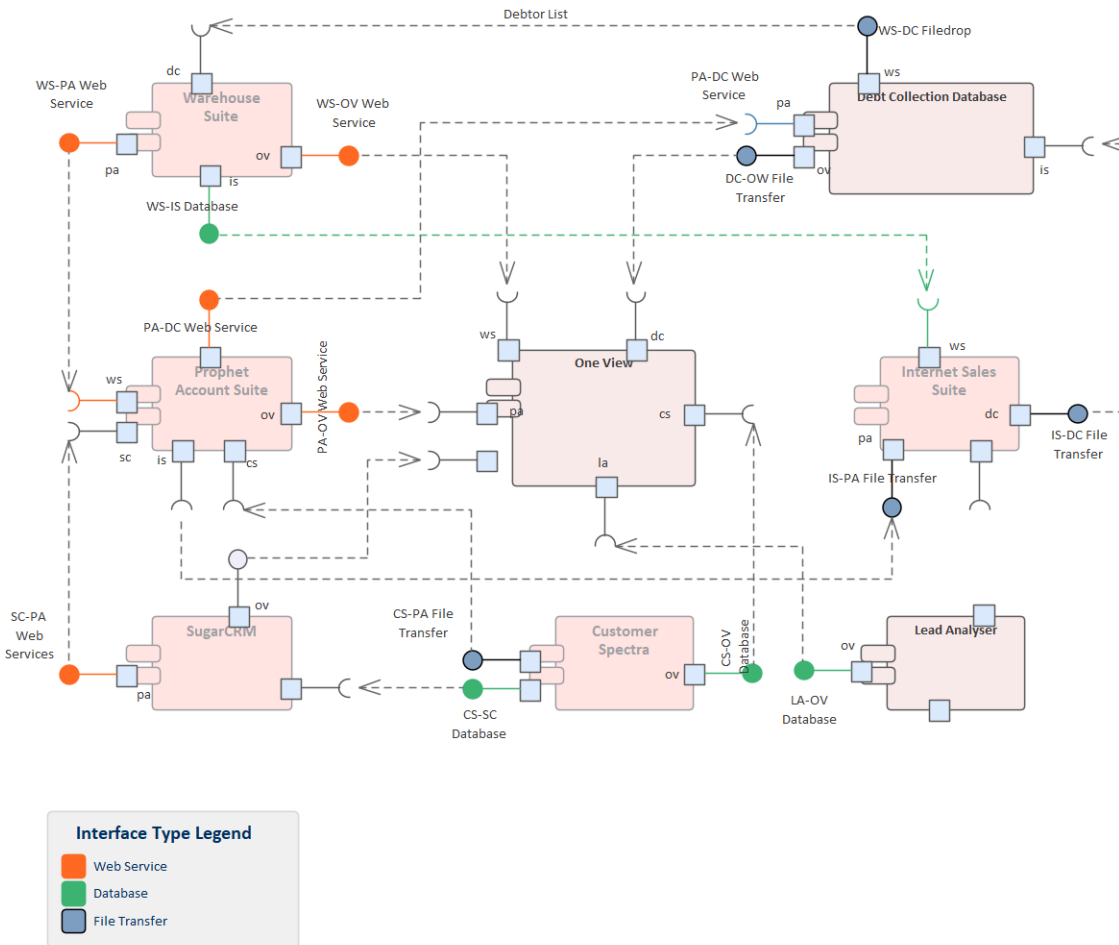 Debtor List
WS-DC Filedrop
dc
ws
WS-PA Web
Service
PA-DC Web
Service
Warehouse
Suite
WS-OV Web
Service
pa
Debt Collection Database
ov
pa
is
ov
is
DC-OW File
Transfer
WS-IS Database
PA-DC Web Service
ws
dc
ws
Prophet
Account Suite
PA-OV Web Service
One View
Internet Sales
Suite
ws
ov
pa
cs
dc
sc
is
cs
la
pa
IS-DC File
Transfer
IS-PA File Transfer
ov
SC-PA
Web
Services
SugarCRM
CS-PA File
Transfer
Customer
Spectra
CS-OV
Database
Lead Analyser
ov
pa
ov
CS-SC
Database
LA-OV
Database
Interface Type Legend
Web Service
Database
File Transfer